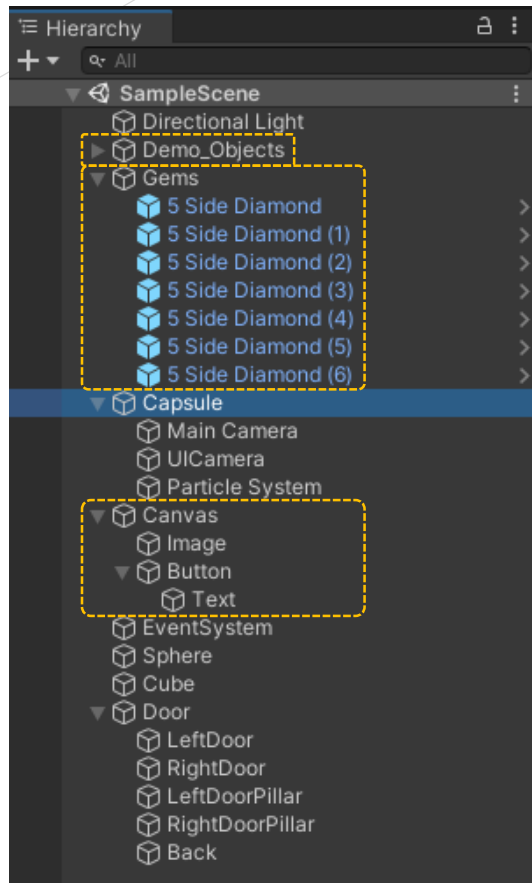 Hierarchy
All
SampleScene
Directional Light
Demo_Objects
Gems
5 Side Diamond
5 Side Diamond (1)
5 Side Diamond (2)
5 Side Diamond (3)
5 Side Diamond (4)
5 Side Diamond (5)
5 Side Diamond (6)
Capsule
Main Camera
UICamera
Particle System
Canvas
Image
Button
Text
EventSystem
Sphere
Cube
Door
LeftDoor
RightDoor
LeftDoorPillar
RightDoorPillar
Back